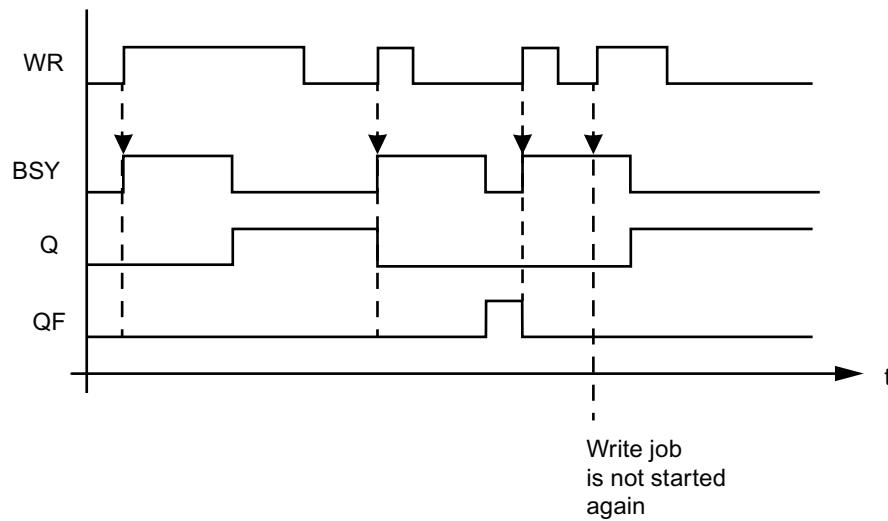 WR
BSY
Q
QF
t
Write job
is not started
again